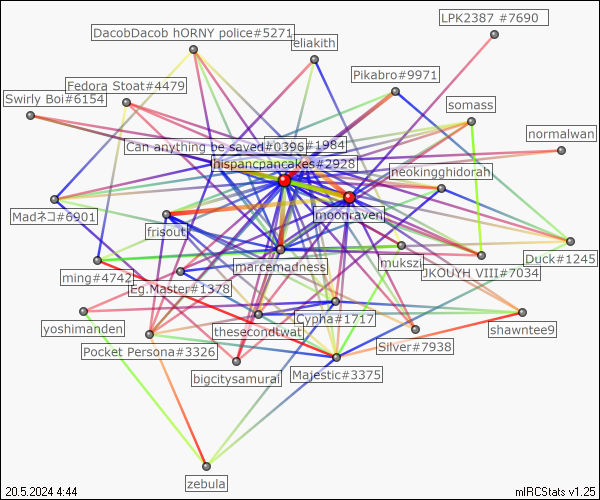 LPK2387 #7690
DacobDacob hORNY police#5271
eliakith
Pikabro#9971
Fedora Stoat#4479
Swirly Boi#6154
somass
normalwan
Can anything be saved#0396
#1984
hispancpancakes#2928
neokingghidorah
Madネコ#6901
moonraven
frisout
marcemadness
mukszi
Duck#1245
ming#4742
JKOUYH VIII#7034
Eg.Master#1378
yoshimanden
Cypha#1717
thesecondtwat
shawntee9
Silver#7938
Pocket Persona#3326
Majestic#3375
bigcitysamurai
zebula
20.5.2024 4:44
mIRCStats v1.25